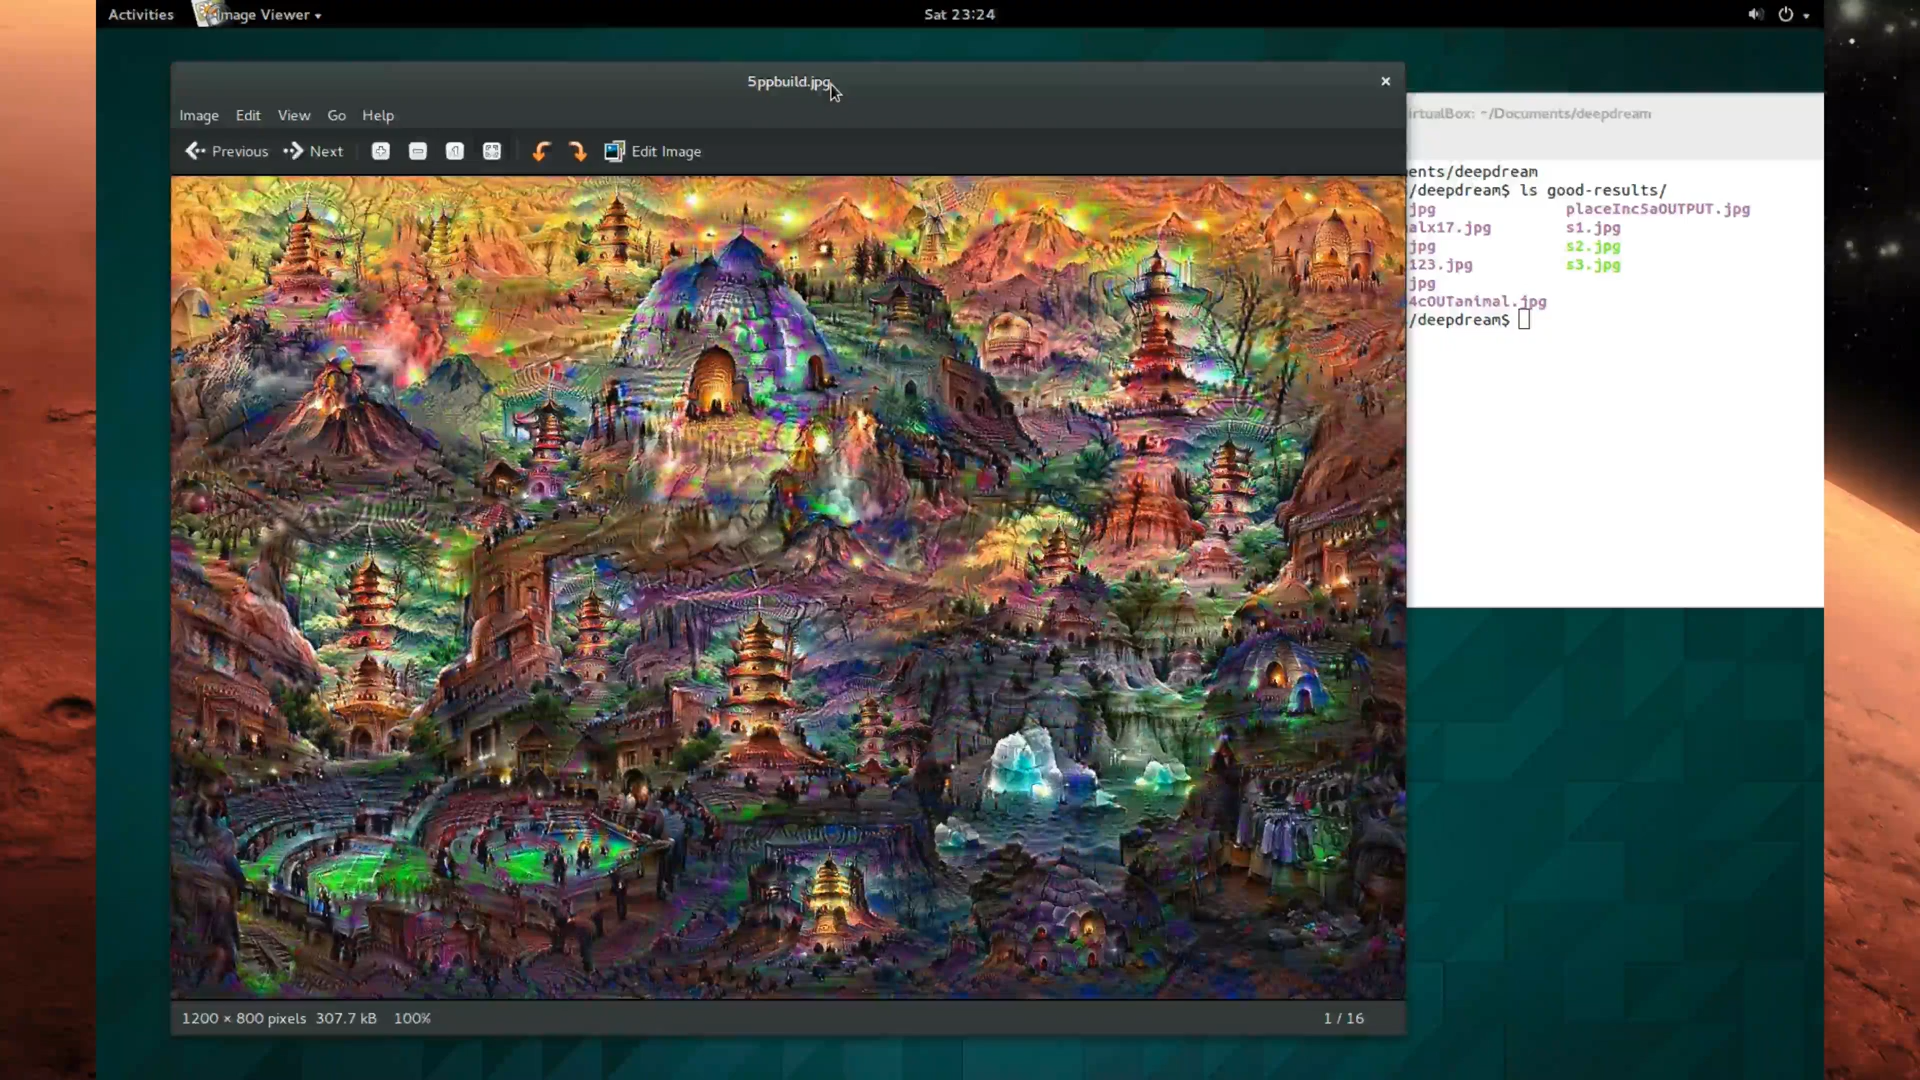 Activities
Image Viewer
Sat 23:24
5ppbuild.jpg
Image Edit View Go Help
Previous Next Edit Image
irtualBox: ~/Documents/deepdream
ents/deepdream
/deepdream$ ls good-results/
jpg placeInc5aOUTPUT.jpg
alx17.jpg s1.jpg
jpg s2.jpg
123.jpg s3.jpg
jpg
4cOUTanimal.jpg
/deepdream$
1200 × 800 pixels 307.7 kB 100%
1 / 16